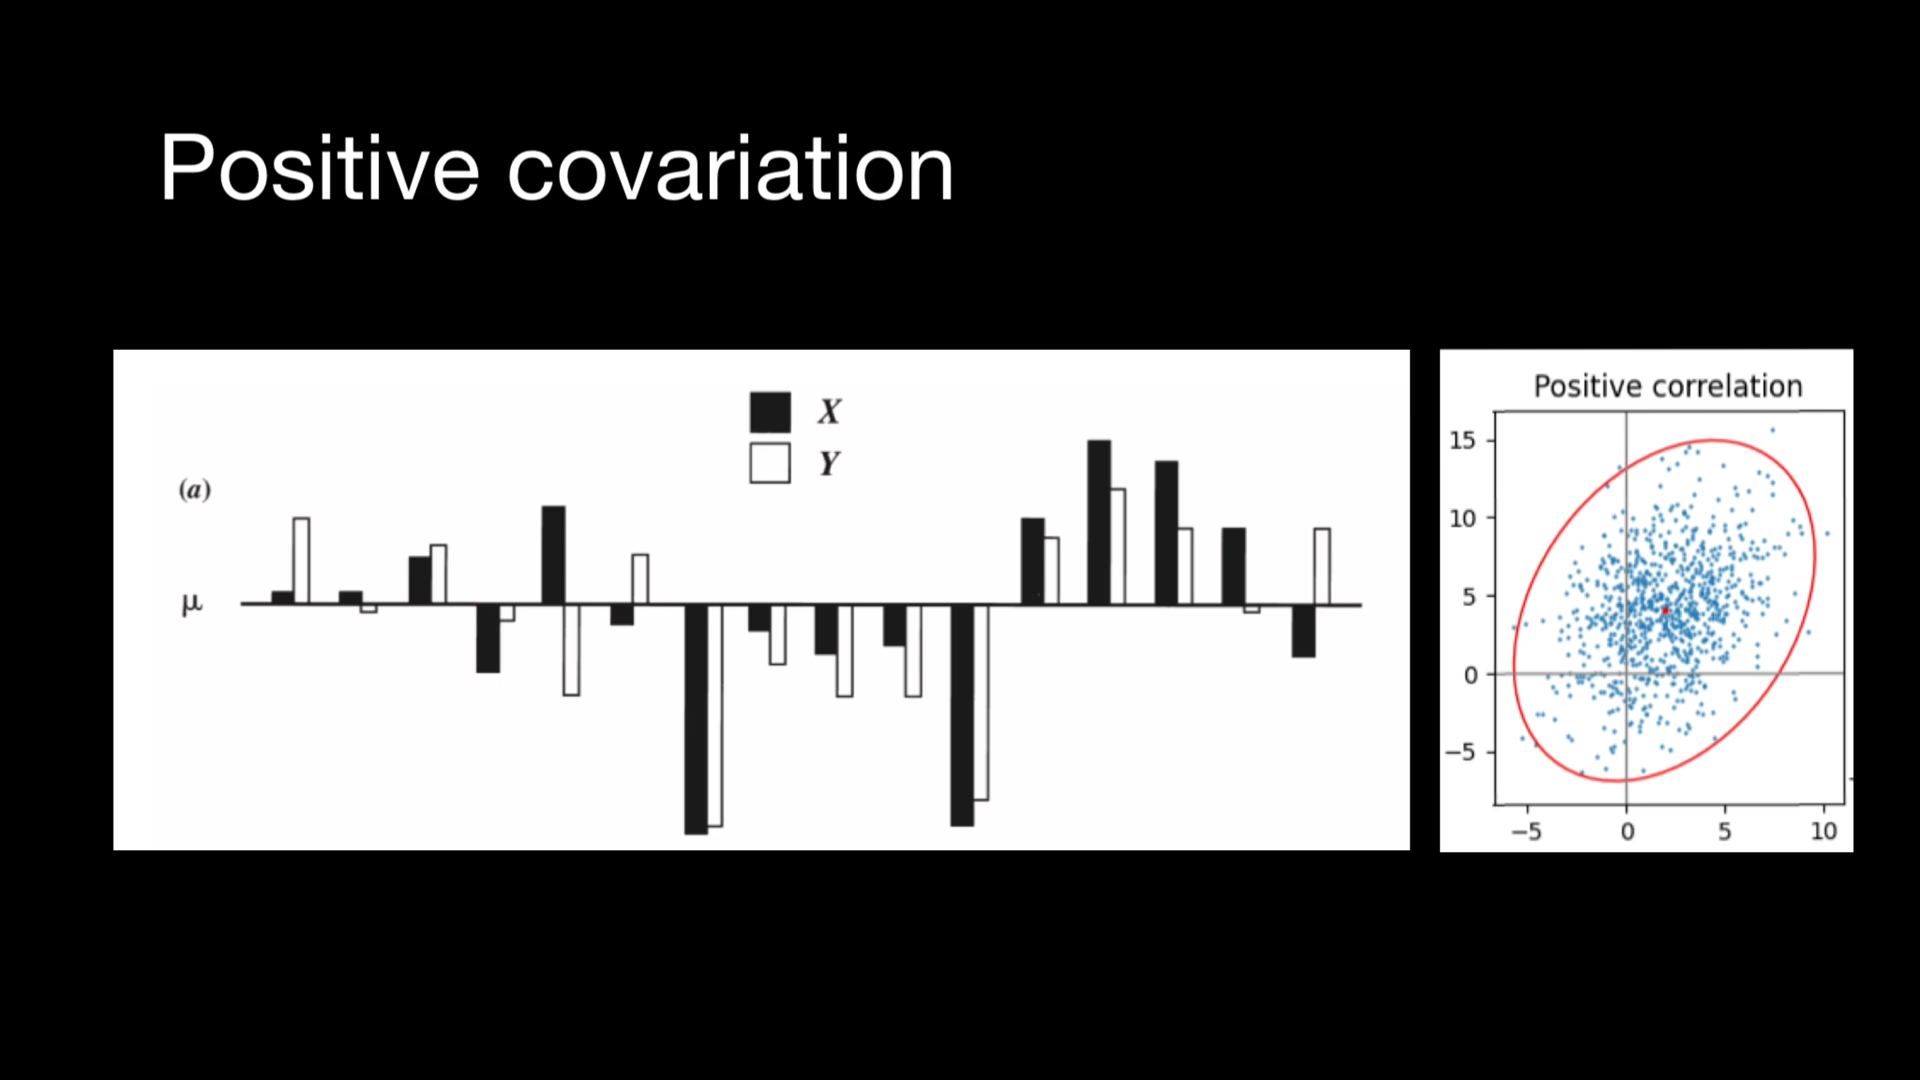 Positive covariation
X
Y
(a)
μ
Positive correlation
15
10
5
0
−5
−5 0 5 10